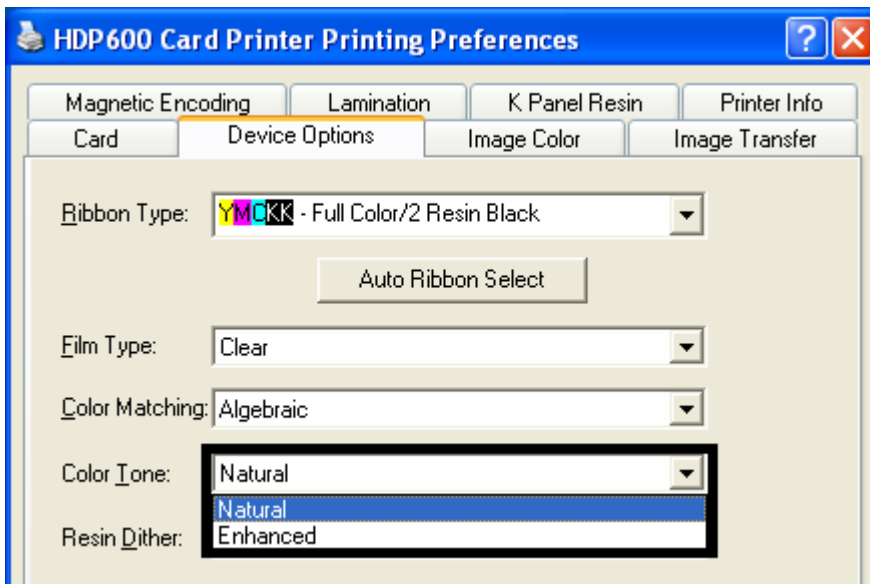 HDP600 Card Printer Printing Preferences
Magnetic Encoding Lamination K Panel Resin Printer Info
Card Device Options Image Color Image Transfer
Ribbon Type: YMCKK - Full Color/2 Resin Black
Auto Ribbon Select
Film Type: Clear
Color Matching: Algebraic
Color Tone: Natural
Natural
Enhanced
Resin Dither: